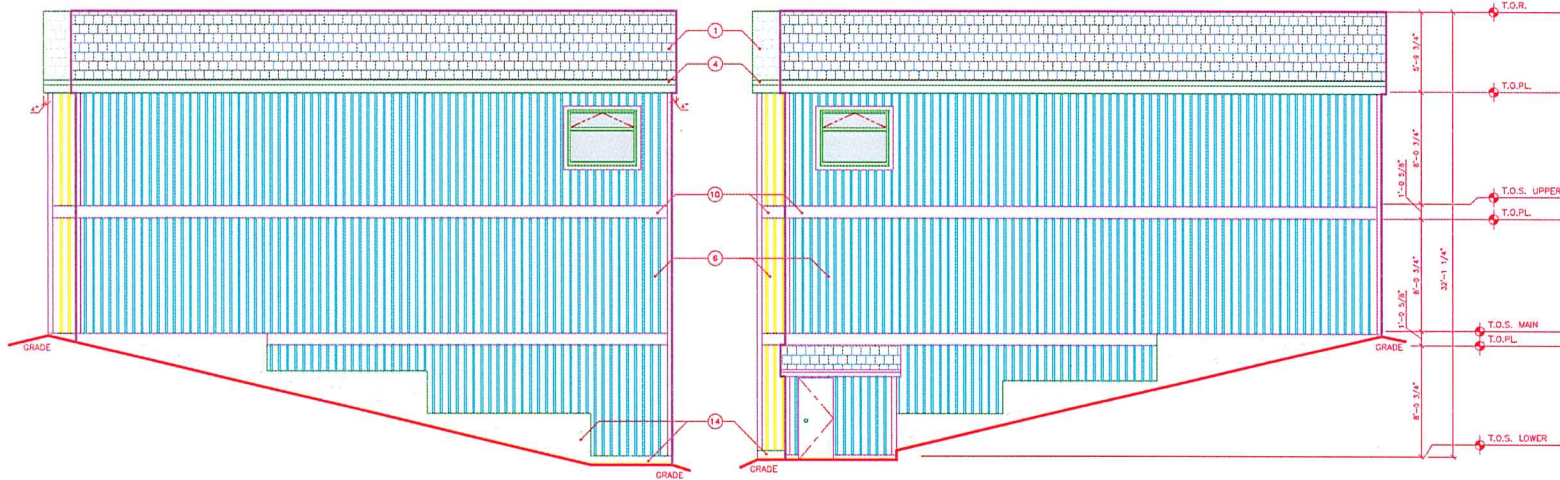 1
4
4"
4"
10
6
14
GRADE
GRADE
GRADE
GRADE
T.O.R.
5'-9 3/4"
T.O.PL.
8'-0 3/4"
1'-0 5/8"
T.O.S. UPPER
T.O.PL.
8'-0 3/4"
32'-1 1/4"
1'-0 5/8"
T.O.S. MAIN
T.O.PL.
8'-0 3/4"
T.O.S. LOWER